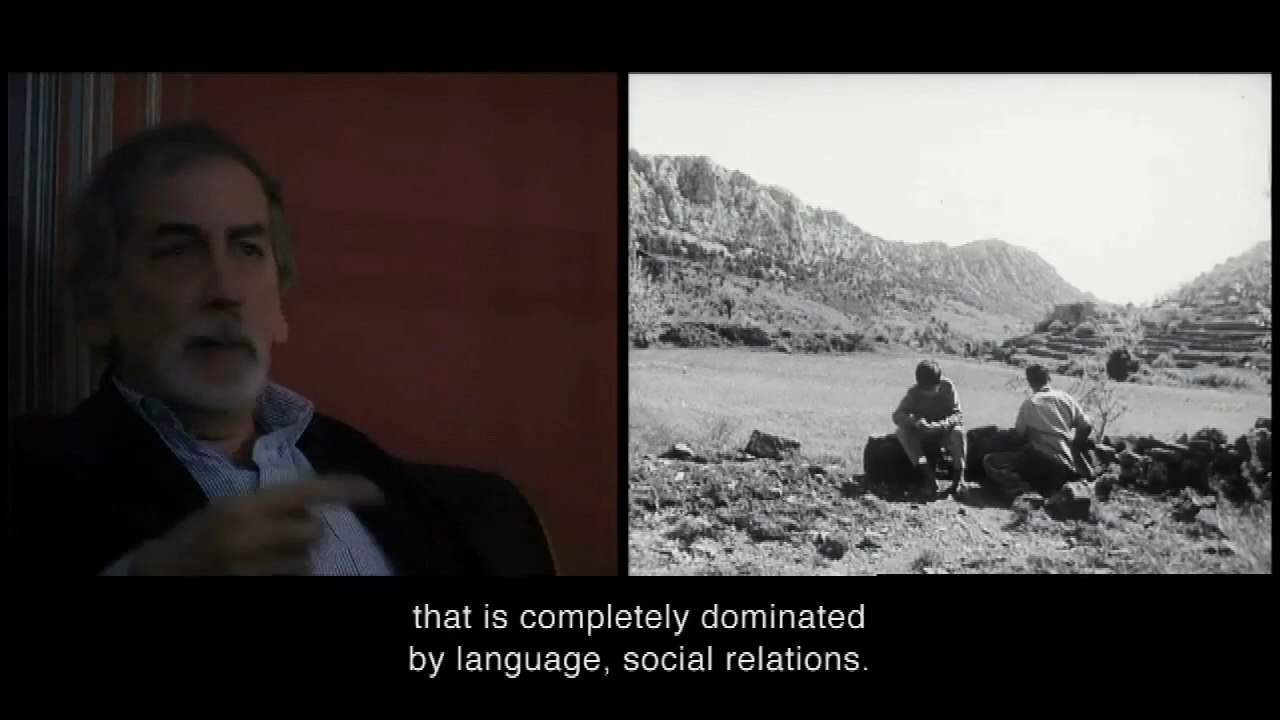 that is completely dominated
by language, social relations.